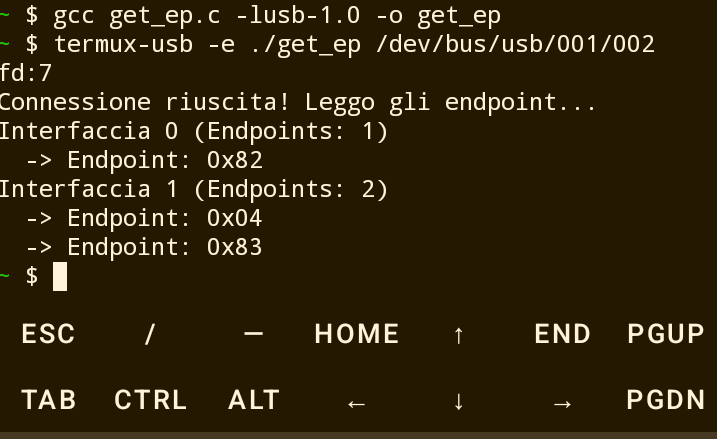 ~ $ gcc get_ep.c -lusb-1.0 -o get_ep
~ $ termux-usb -e ./get_ep /dev/bus/usb/001/002
fd:7
Connessione riuscita! Leggo gli endpoint...
Interfaccia 0 (Endpoints: 1)
  -> Endpoint: 0x82
Interfaccia 1 (Endpoints: 2)
  -> Endpoint: 0x04
  -> Endpoint: 0x83
~ $
ESC / — HOME ↑ END PGUP
TAB CTRL ALT ← ↓ → PGDN